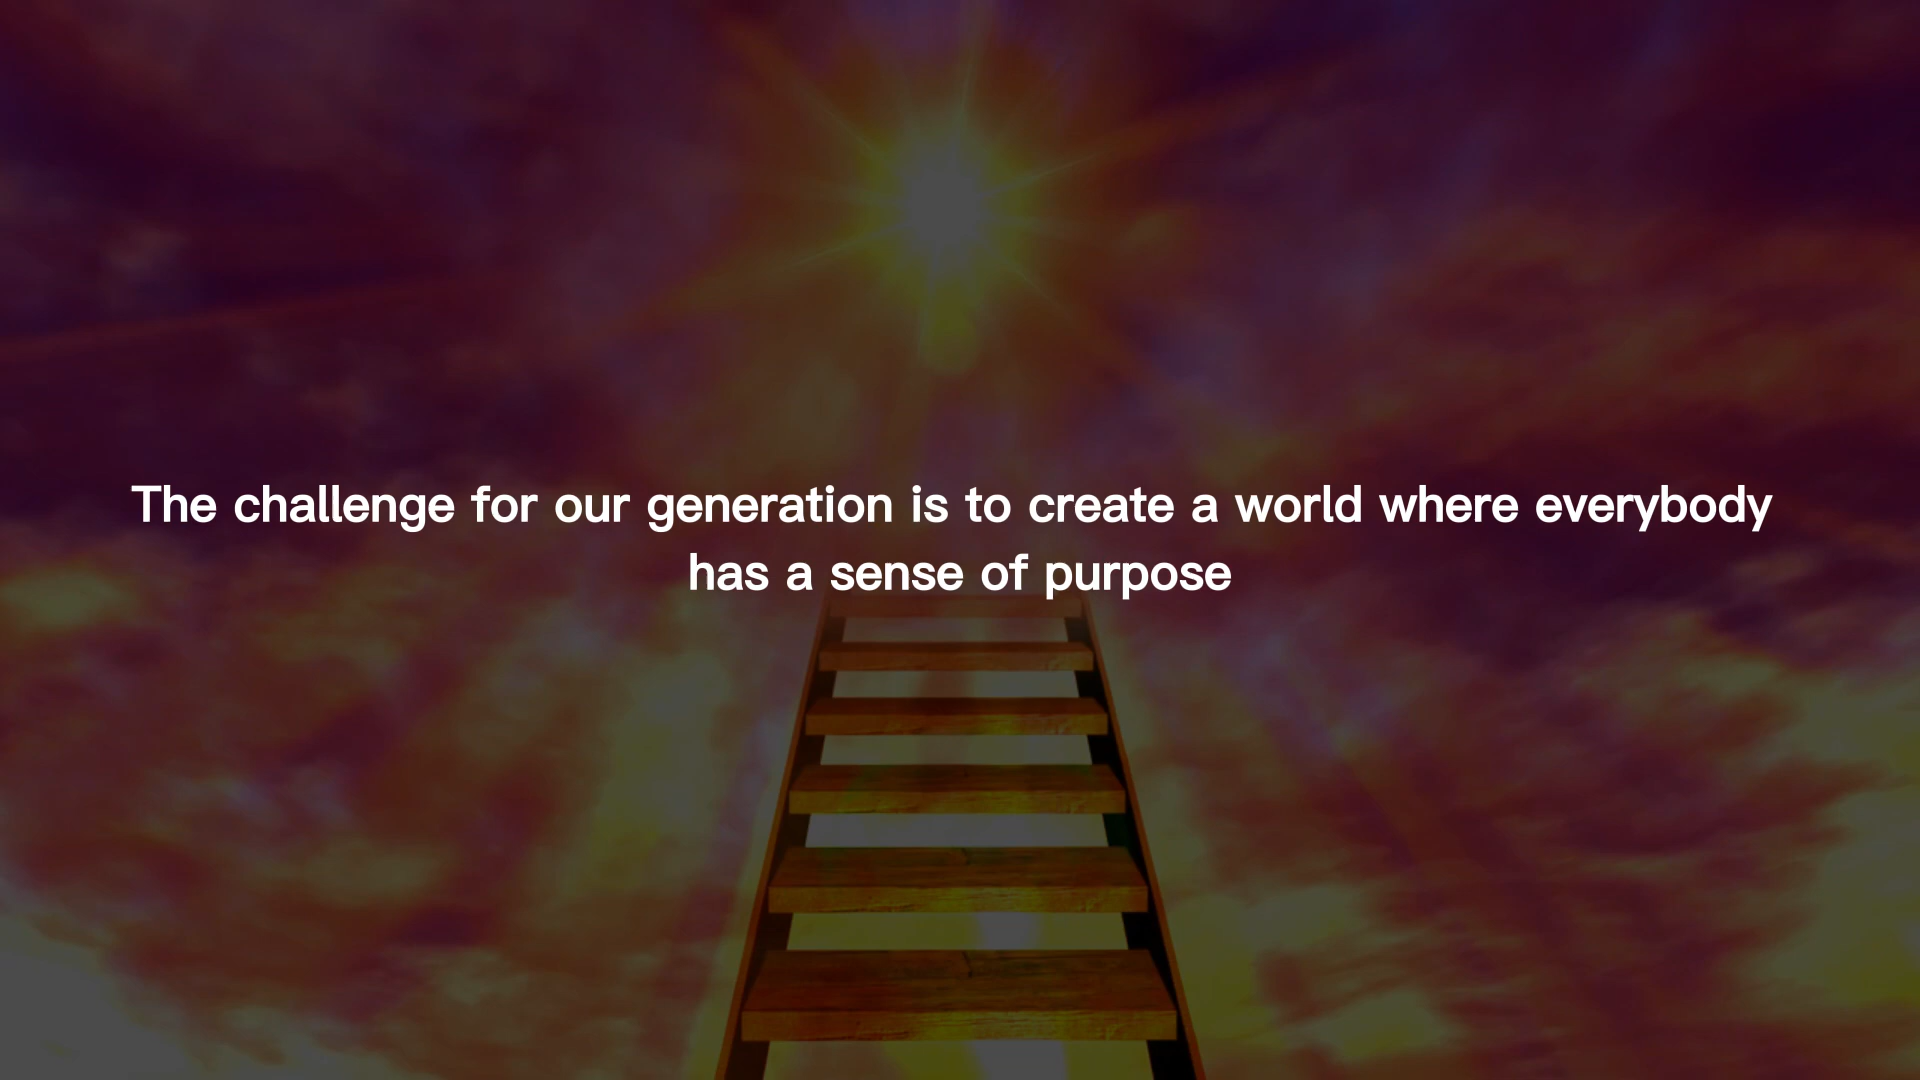 The challenge for our generation is to create a world where everybody
has a sense of purpose